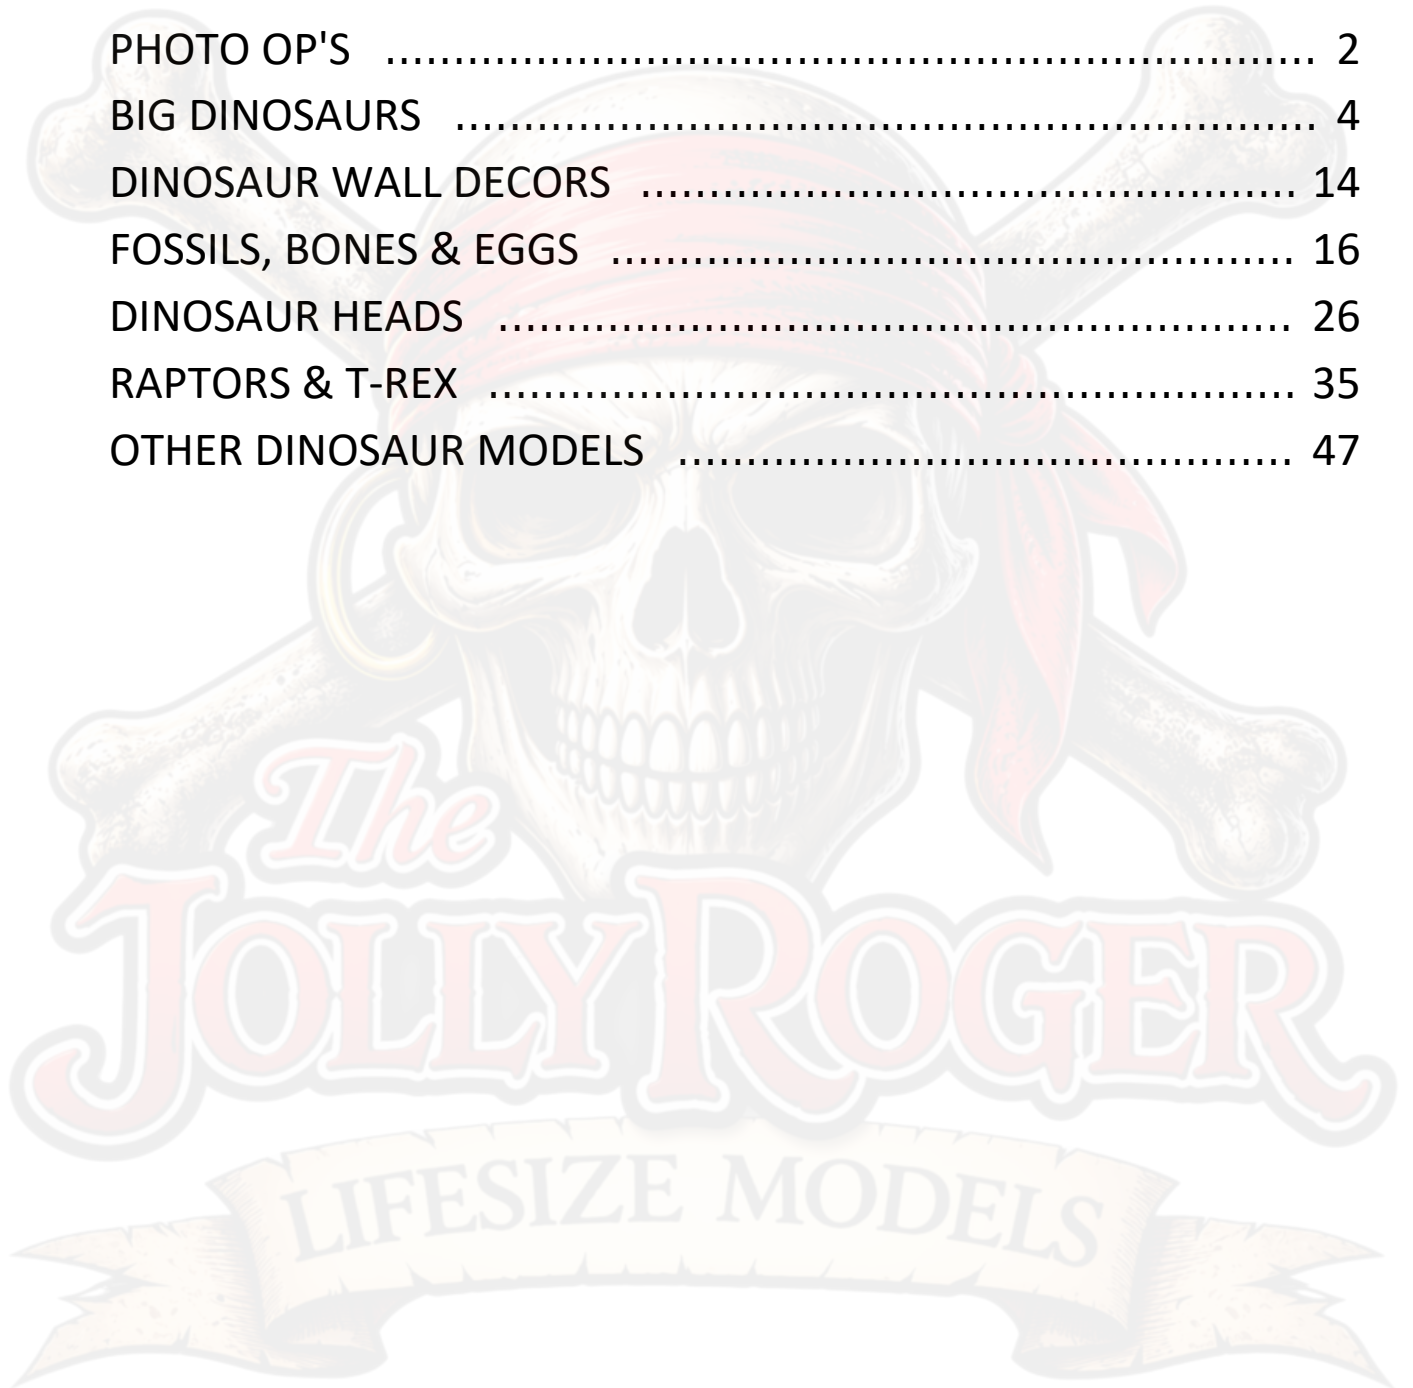 PHOTO OP'S ........................................................................ 2
BIG DINOSAURS ................................................................... 4
DINOSAUR WALL DECORS ................................................. 14
FOSSILS, BONES & EGGS .................................................... 16
DINOSAUR HEADS ............................................................. 26
RAPTORS & T-REX .............................................................. 35
OTHER DINOSAUR MODELS ............................................... 47
The
JOLLY ROGER
LIFESIZE MODELS